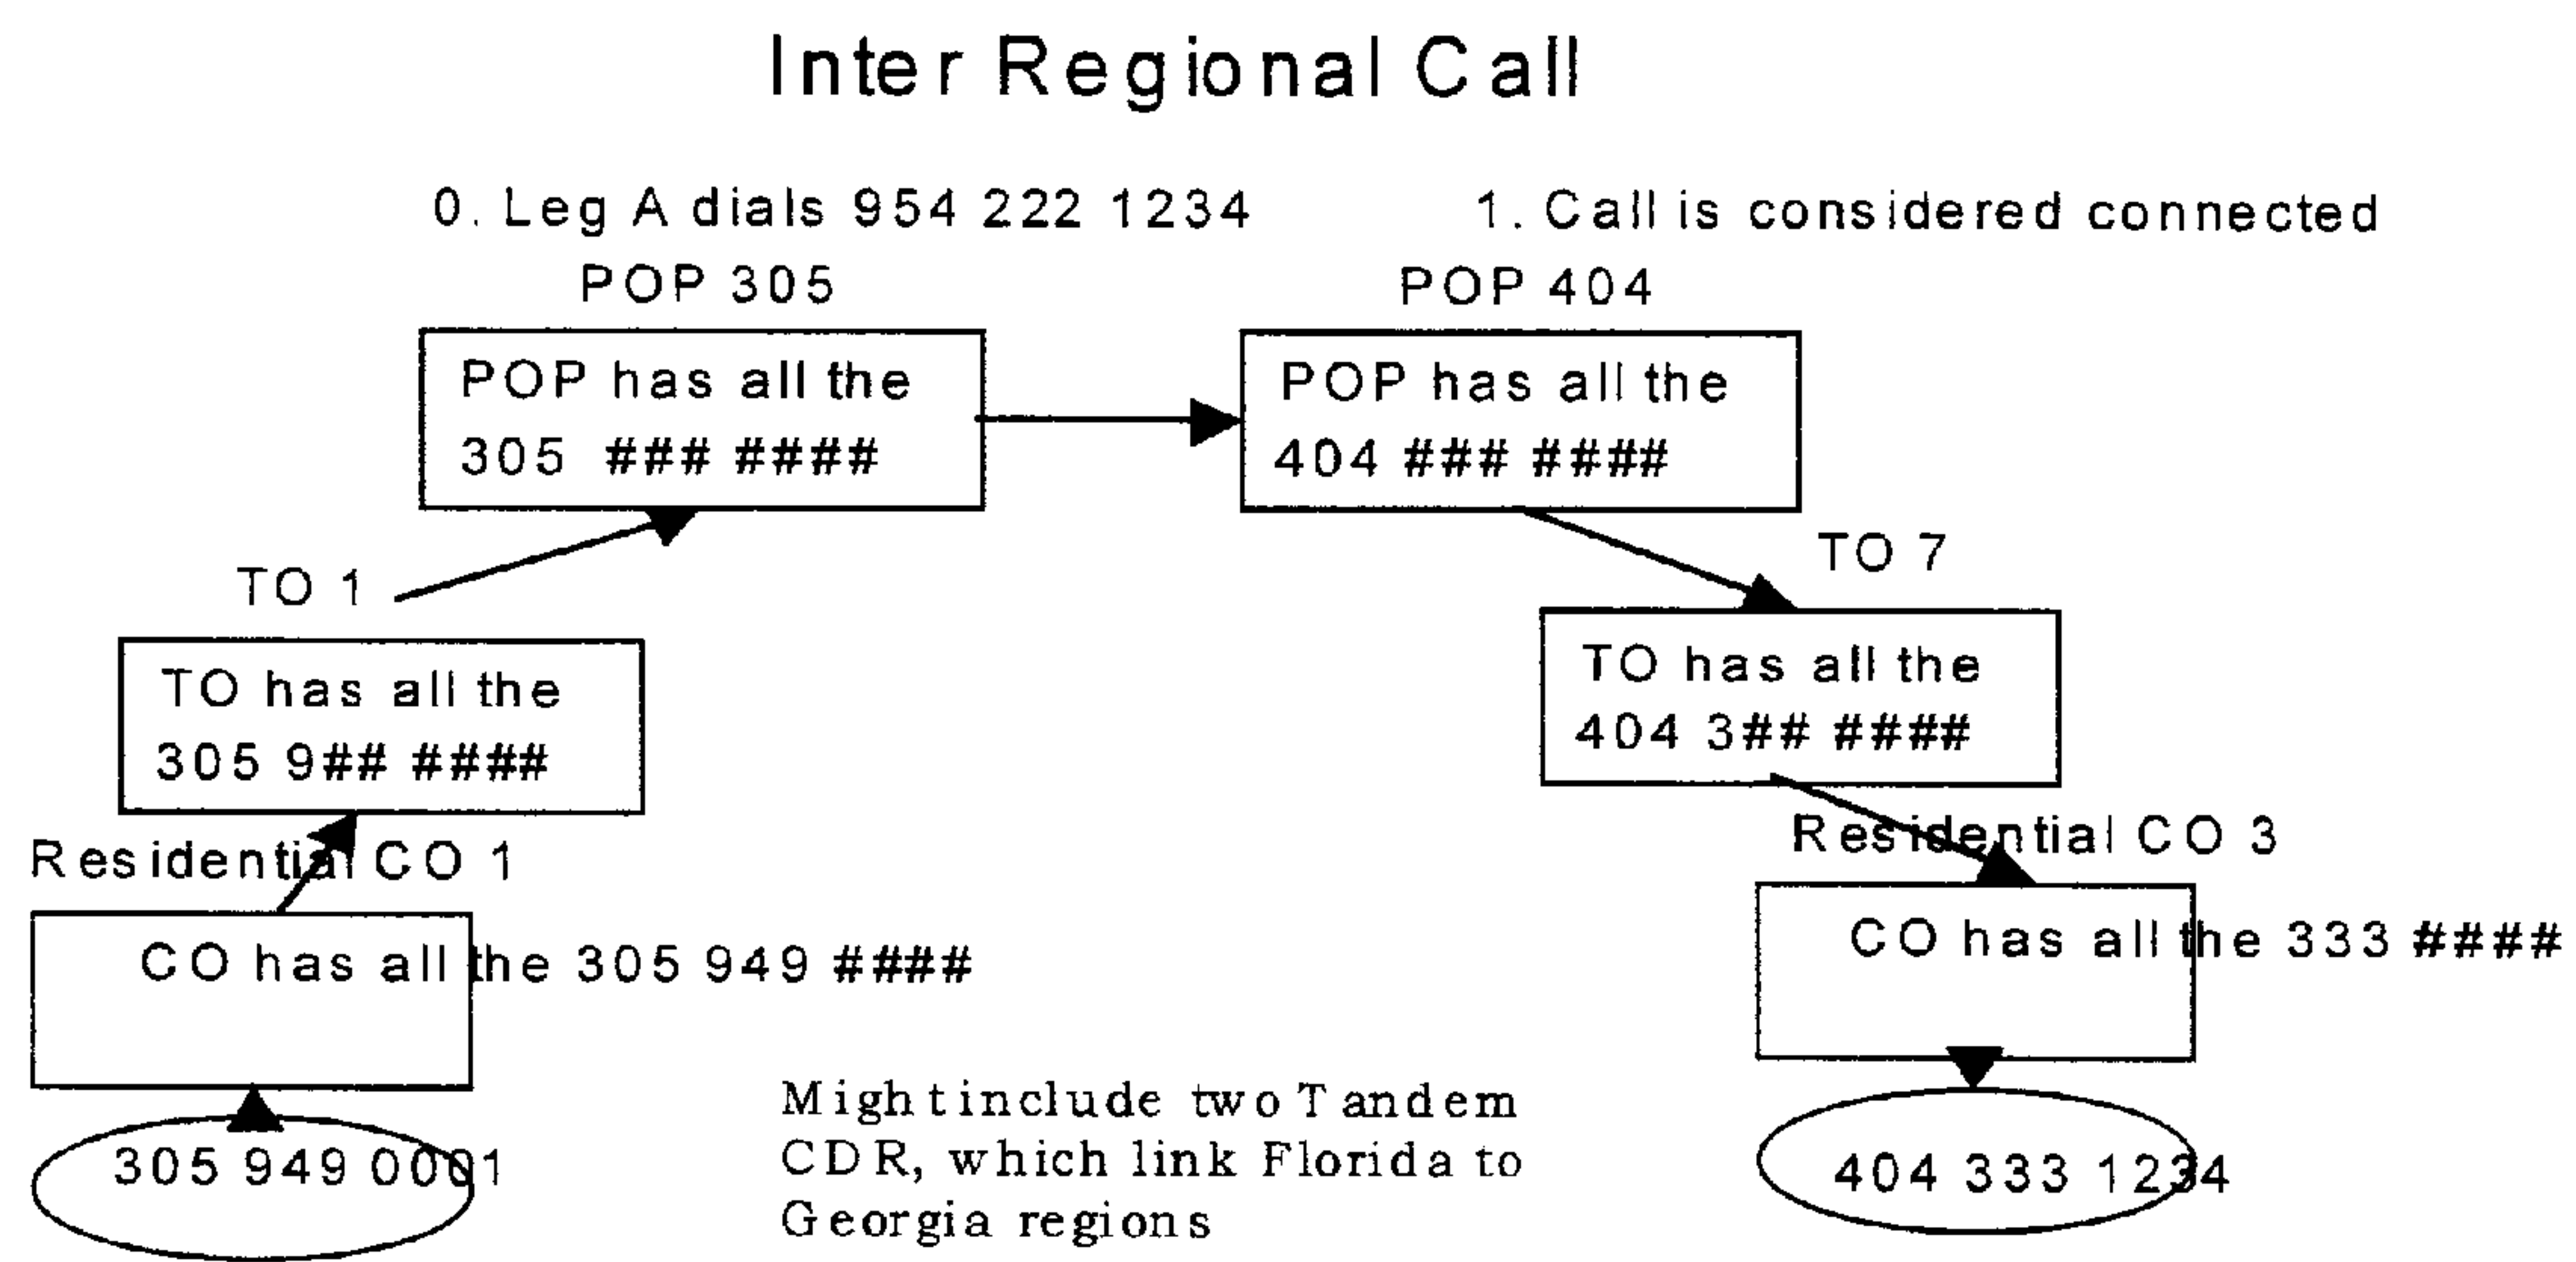 Inter Regional Call
0. Leg A dials 954 222 1234
1. Call is considered connected
POP 305
POP 404
POP has all the
305 ### ####
POP has all the
404 ### ####
TO 1
TO 7
TO has all the
305 9## ####
TO has all the
404 3## ####
Residential CO 1
Residential CO 3
CO has all the 305 949 ####
CO has all the 333 ####
305 949 0001
Might include two Tandem
CDR, which link Florida to
Georgia regions
404 333 1234